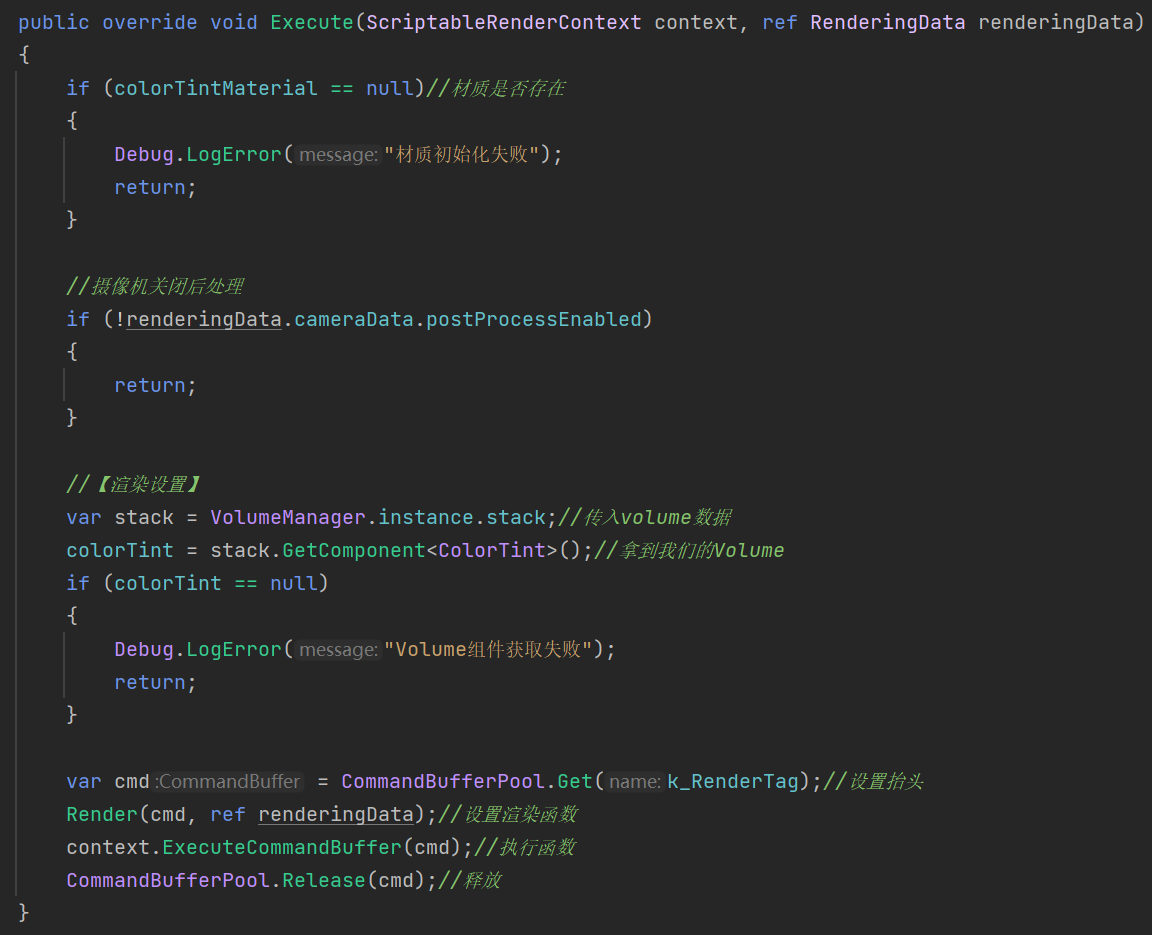 public override void Execute(ScriptableRenderContext context, ref RenderingData renderingData)
{
if (colorTintMaterial == null)//材质是否存在
{
Debug.LogError(message:"材质初始化失败");
return;
}
//摄像机关闭后处理
if (!renderingData.cameraData.postProcessEnabled)
{
return;
}
//【渲染设置】
var stack = VolumeManager.instance.stack;//传入volume数据
colorTint = stack.GetComponent<ColorTint>();//拿到我们的Volume
if (colorTint == null)
{
Debug.LogError(message:"Volume组件获取失败");
return;
}
var cmd:CommandBuffer = CommandBufferPool.Get(name:k_RenderTag);//设置抬头
Render(cmd, ref renderingData);//设置渲染函数
context.ExecuteCommandBuffer(cmd);//执行函数
CommandBufferPool.Release(cmd);//释放
}